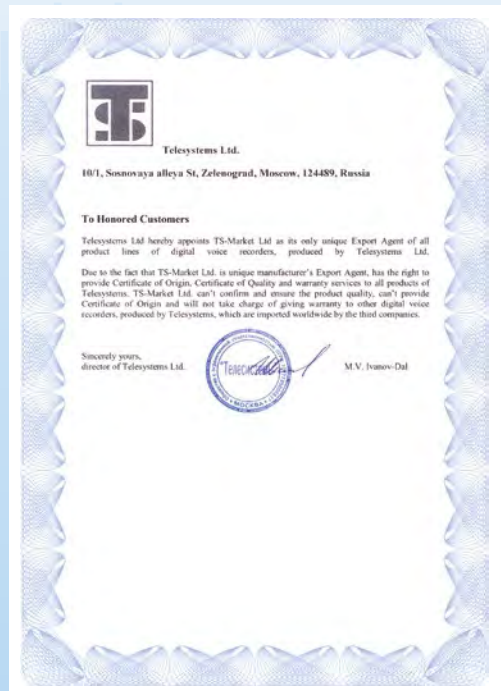 TS
Telesystems Ltd.
10/1, Sosnovaya alleya St, Zelenograd, Moscow, 124489, Russia
To Honored Customers
Telesystems Ltd hereby appoints TS-Market Ltd as its only unique Export Agent of all
product lines of digital voice recorders, produced by Telesystems Ltd.
Due to the fact that TS-Market Ltd. is unique manufacturer's Export Agent, has the right to
provide Certificate of Origin, Certificate of Quality and warranty services to all products of
Telesystems. TS-Market Ltd. can't confirm and ensure the product quality, can't provide
Certificate of Origin and will not take charge of giving warranty to other digital voice
recorders, produced by Telesystems, which are imported worldwide by the third companies.
Sincerely yours,
director of Telesystems Ltd.
"Телесистемы"
МОСКВА
M.V. Ivanov-Dal